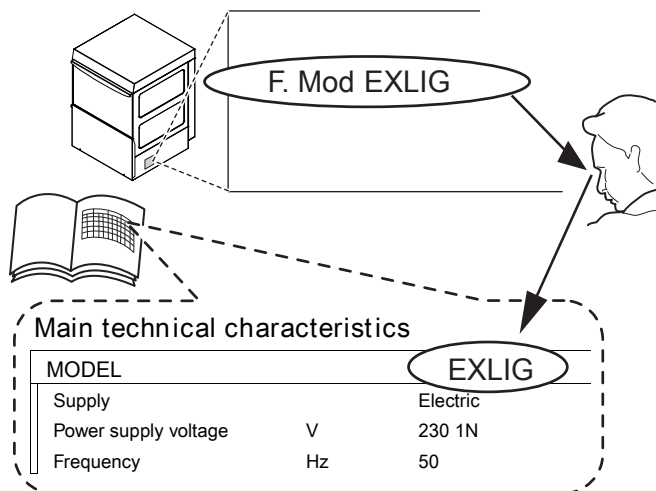 F. Mod EXLIG
Main technical characteristics
MODEL EXLIG
Supply Electric
Power supply voltage V 230 1N
Frequency Hz 50